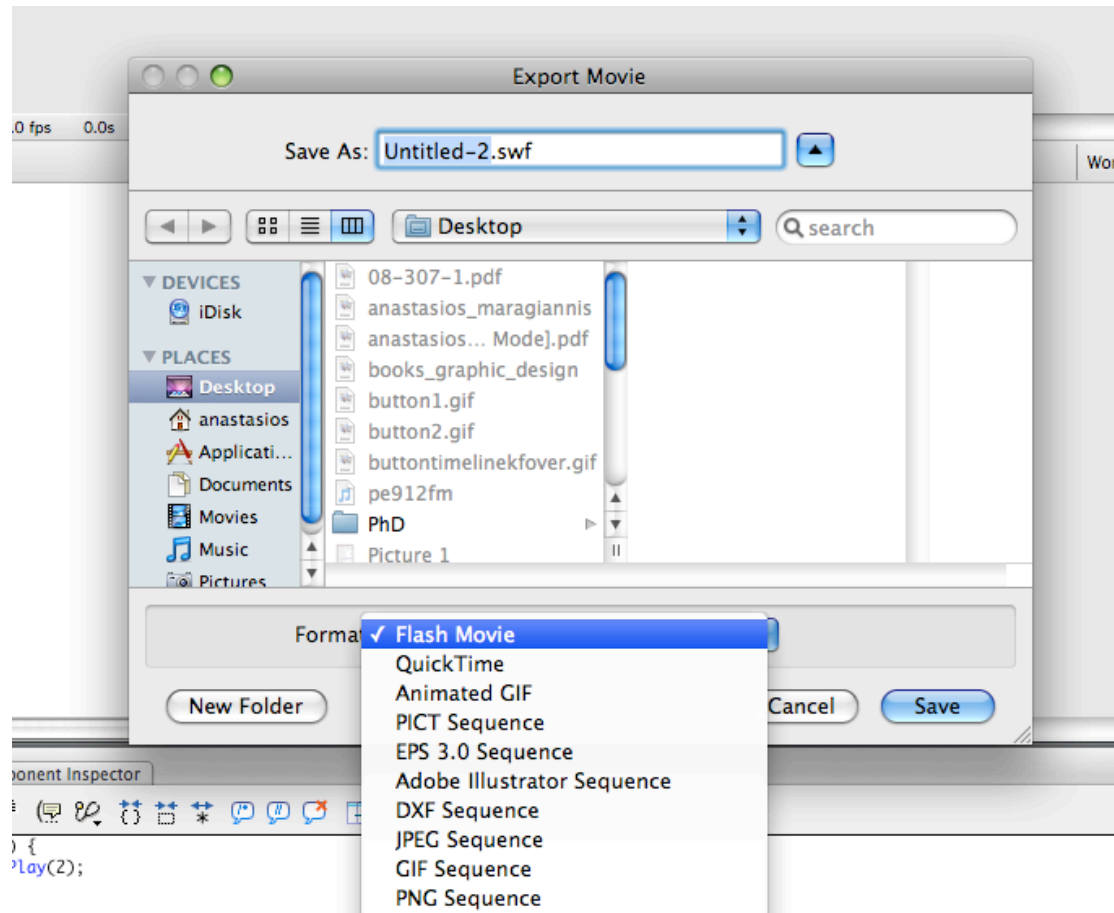 Export Movie
.0 fps 0.0s
Save As: Untitled-2.swf
Desktop
search
DEVICES
iDisk
PLACES
Desktop
anastasios
Applicati...
Documents
Movies
Music
Pictures
08-307-1.pdf
anastasios_maragiannis
anastasios... Mode].pdf
books_graphic_design
button1.gif
button2.gif
buttontimelinekfover.gif
pe912fm
PhD
Picture 1
Format
✓ Flash Movie
QuickTime
Animated GIF
PICT Sequence
EPS 3.0 Sequence
Adobe Illustrator Sequence
DXF Sequence
JPEG Sequence
GIF Sequence
PNG Sequence
New Folder
Cancel
Save
Inspector
) {
Play(2);